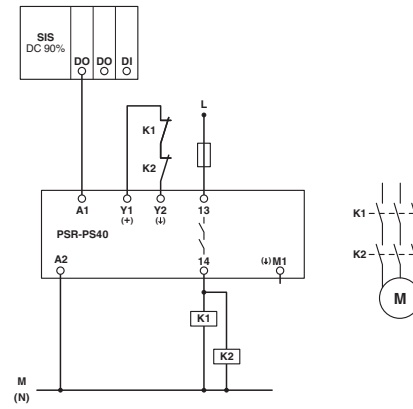 SIS
DC 90%
DO DO DI
L
K1
K2
A1 Y1 Y2 13
(+) (↓)
PSR-PS40
A2 14 (↓) M1
K1
K2
M
(N)
K1
K2
M